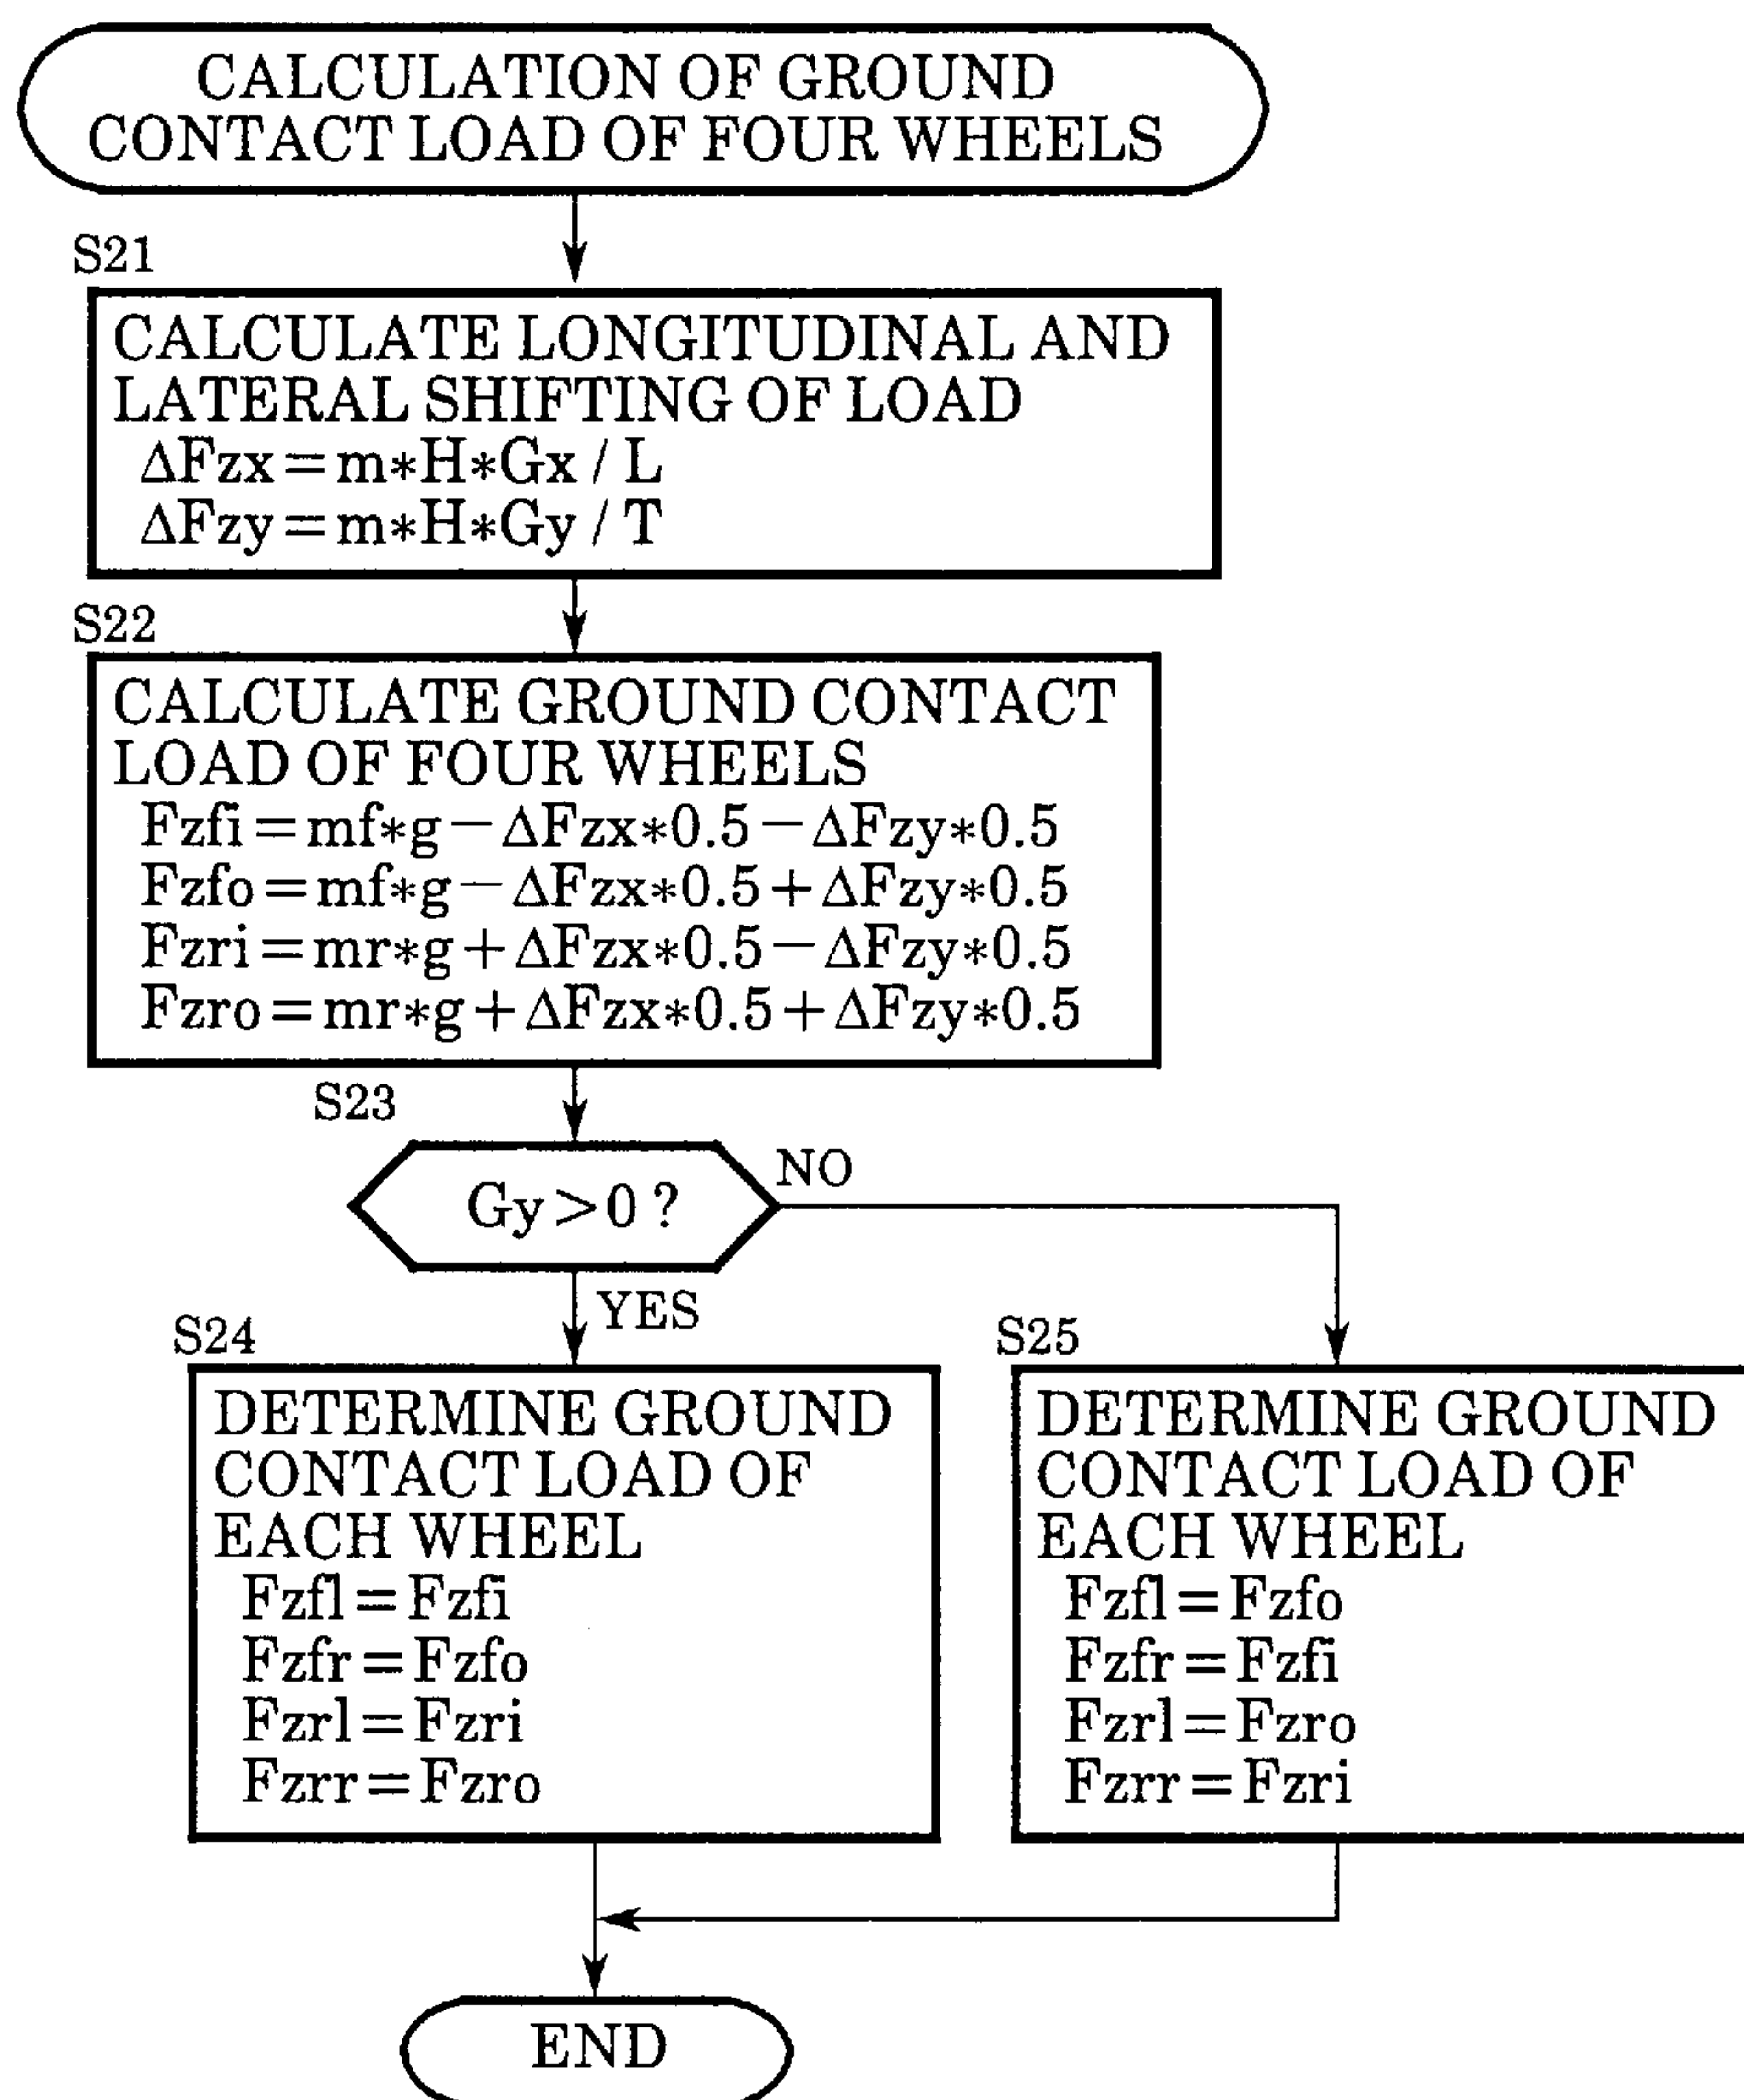 CALCULATION OF GROUND
CONTACT LOAD OF FOUR WHEELS
S21
CALCULATE LONGITUDINAL AND
LATERAL SHIFTING OF LOAD
ΔFzx=m*H*Gx / L
ΔFzy=m*H*Gy / T
S22
CALCULATE GROUND CONTACT
LOAD OF FOUR WHEELS
Fzfi=mf*g−ΔFzx*0.5−ΔFzy*0.5
Fzfo=mf*g−ΔFzx*0.5+ΔFzy*0.5
Fzri=mr*g+ΔFzx*0.5−ΔFzy*0.5
Fzro=mr*g+ΔFzx*0.5+ΔFzy*0.5
S23
Gy>0 ?
NO
YES
S24
DETERMINE GROUND
CONTACT LOAD OF
EACH WHEEL
Fzfl=Fzfi
Fzfr=Fzfo
Fzrl=Fzri
Fzrr=Fzro
S25
DETERMINE GROUND
CONTACT LOAD OF
EACH WHEEL
Fzfl=Fzfo
Fzfr=Fzfi
Fzrl=Fzro
Fzrr=Fzri
END